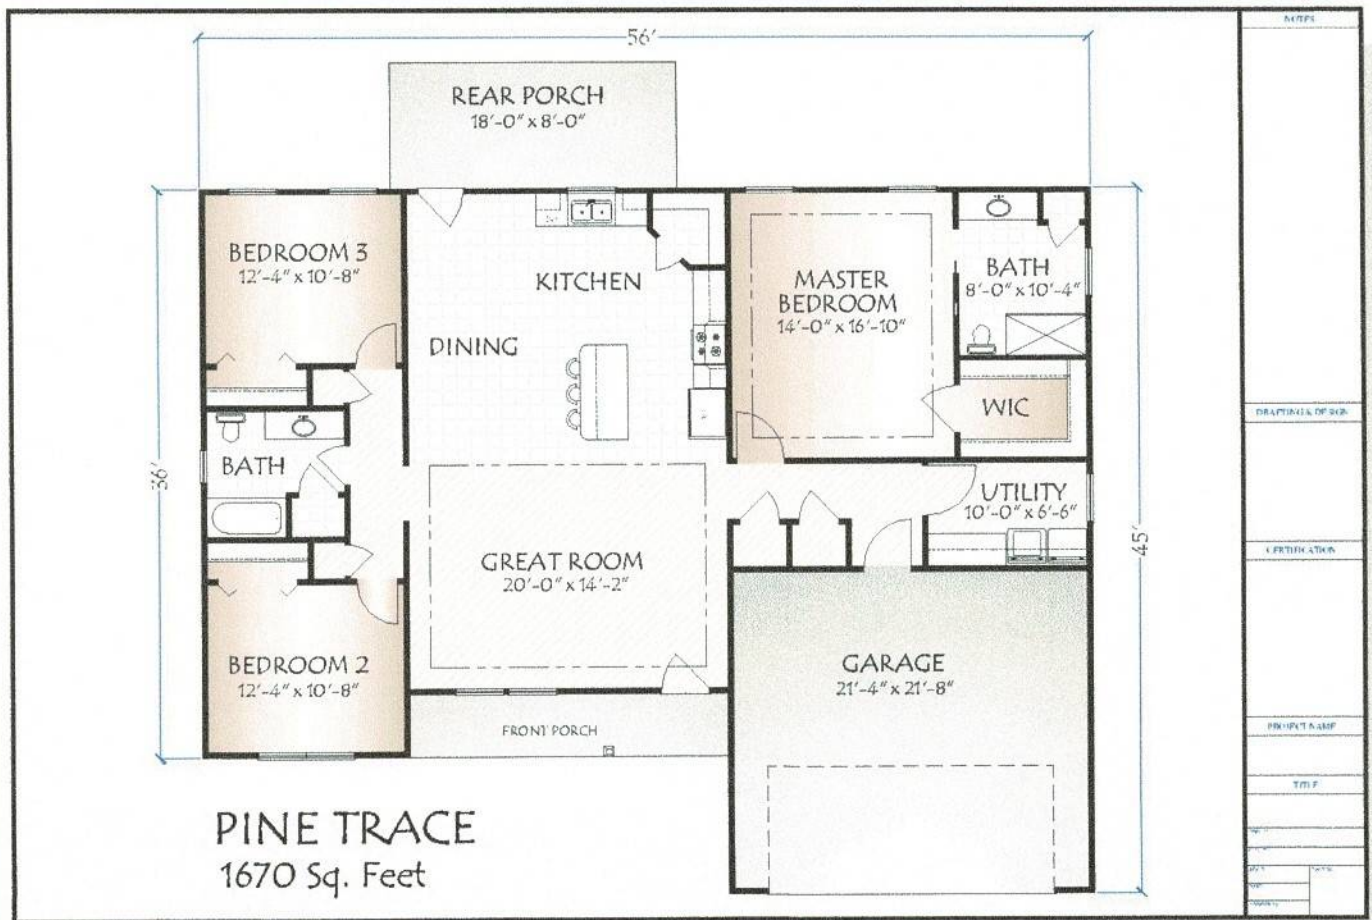 56'
NOTES
REAR PORCH
18'-0" x 8'-0"
BEDROOM 3
12'-4" x 10'-8"
KITCHEN
MASTER
BEDROOM
14'-0" x 16'-10"
BATH
8'-0" x 10'-4"
DINING
WIC
DRAFTING & DESIGN
36'
BATH
UTILITY
10'-0" x 6'-6"
45'
GREAT ROOM
20'-0" x 14'-2"
CERTIFICATION
BEDROOM 2
12'-4" x 10'-8"
GARAGE
21'-4" x 21'-8"
FRONT PORCH
PROJECT NAME
TITLE
PINE TRACE
1670 Sq. Feet